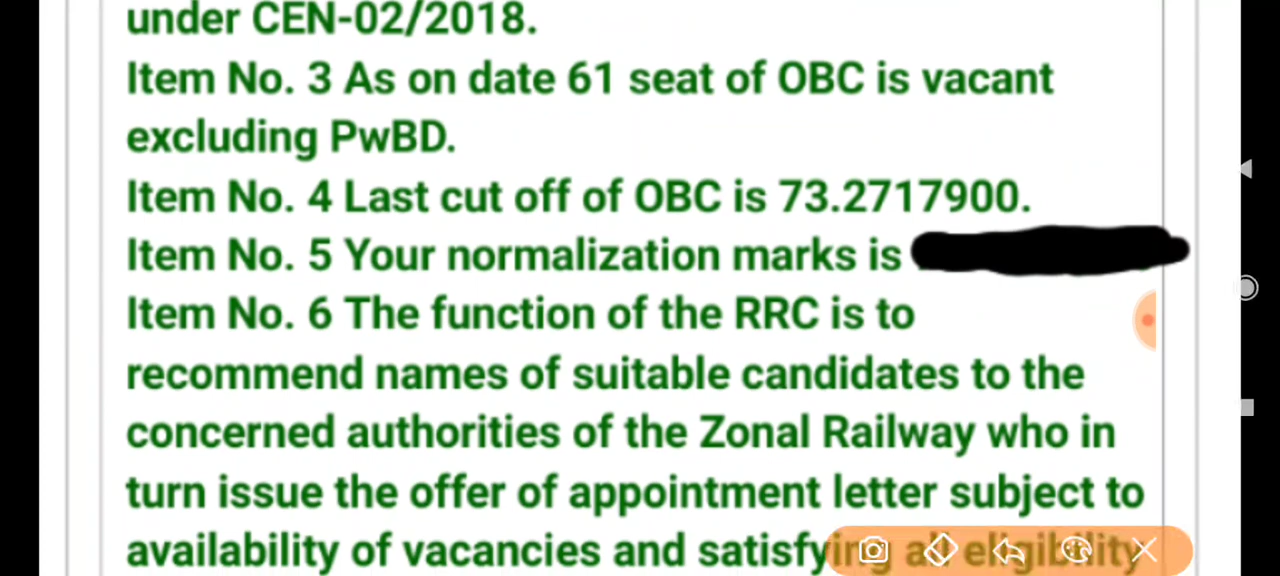 under CEN-02/2018.
Item No. 3 As on date 61 seat of OBC is vacant
excluding PwBD.
Item No. 4 Last cut off of OBC is 73.2717900.
Item No. 5 Your normalization marks is
Item No. 6 The function of the RRC is to
recommend names of suitable candidates to the
concerned authorities of the Zonal Railway who in
turn issue the offer of appointment letter subject to
availability of vacancies and satisfying all eligibility